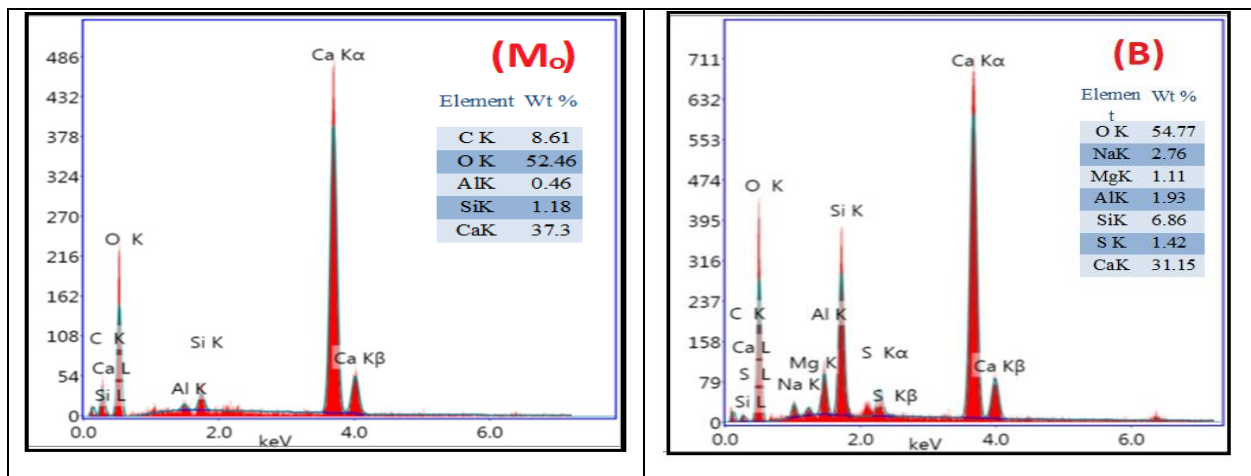 (Mo)
Element Wt %
C K 8.61
O K 52.46
AlK 0.46
SiK 1.18
CaK 37.3
486
432
378
324
270
216
162
108
54
0
Ca Kα
O K
C K
Ca L
Si L
Si K
Al K
Ca Kβ
0.0 2.0 4.0 6.0
keV
(B)
Elemen Wt %
t
O K 54.77
NaK 2.76
MgK 1.11
AlK 1.93
SiK 6.86
S K 1.42
CaK 31.15
711
632
553
474
395
316
237
158
79
0
Ca Kα
O K
Si K
C K
Al K
Ca L
S Kα
S L
Mg K
Ca Kβ
Na K
Si L
S Kβ
0.0 2.0 4.0 6.0
keV